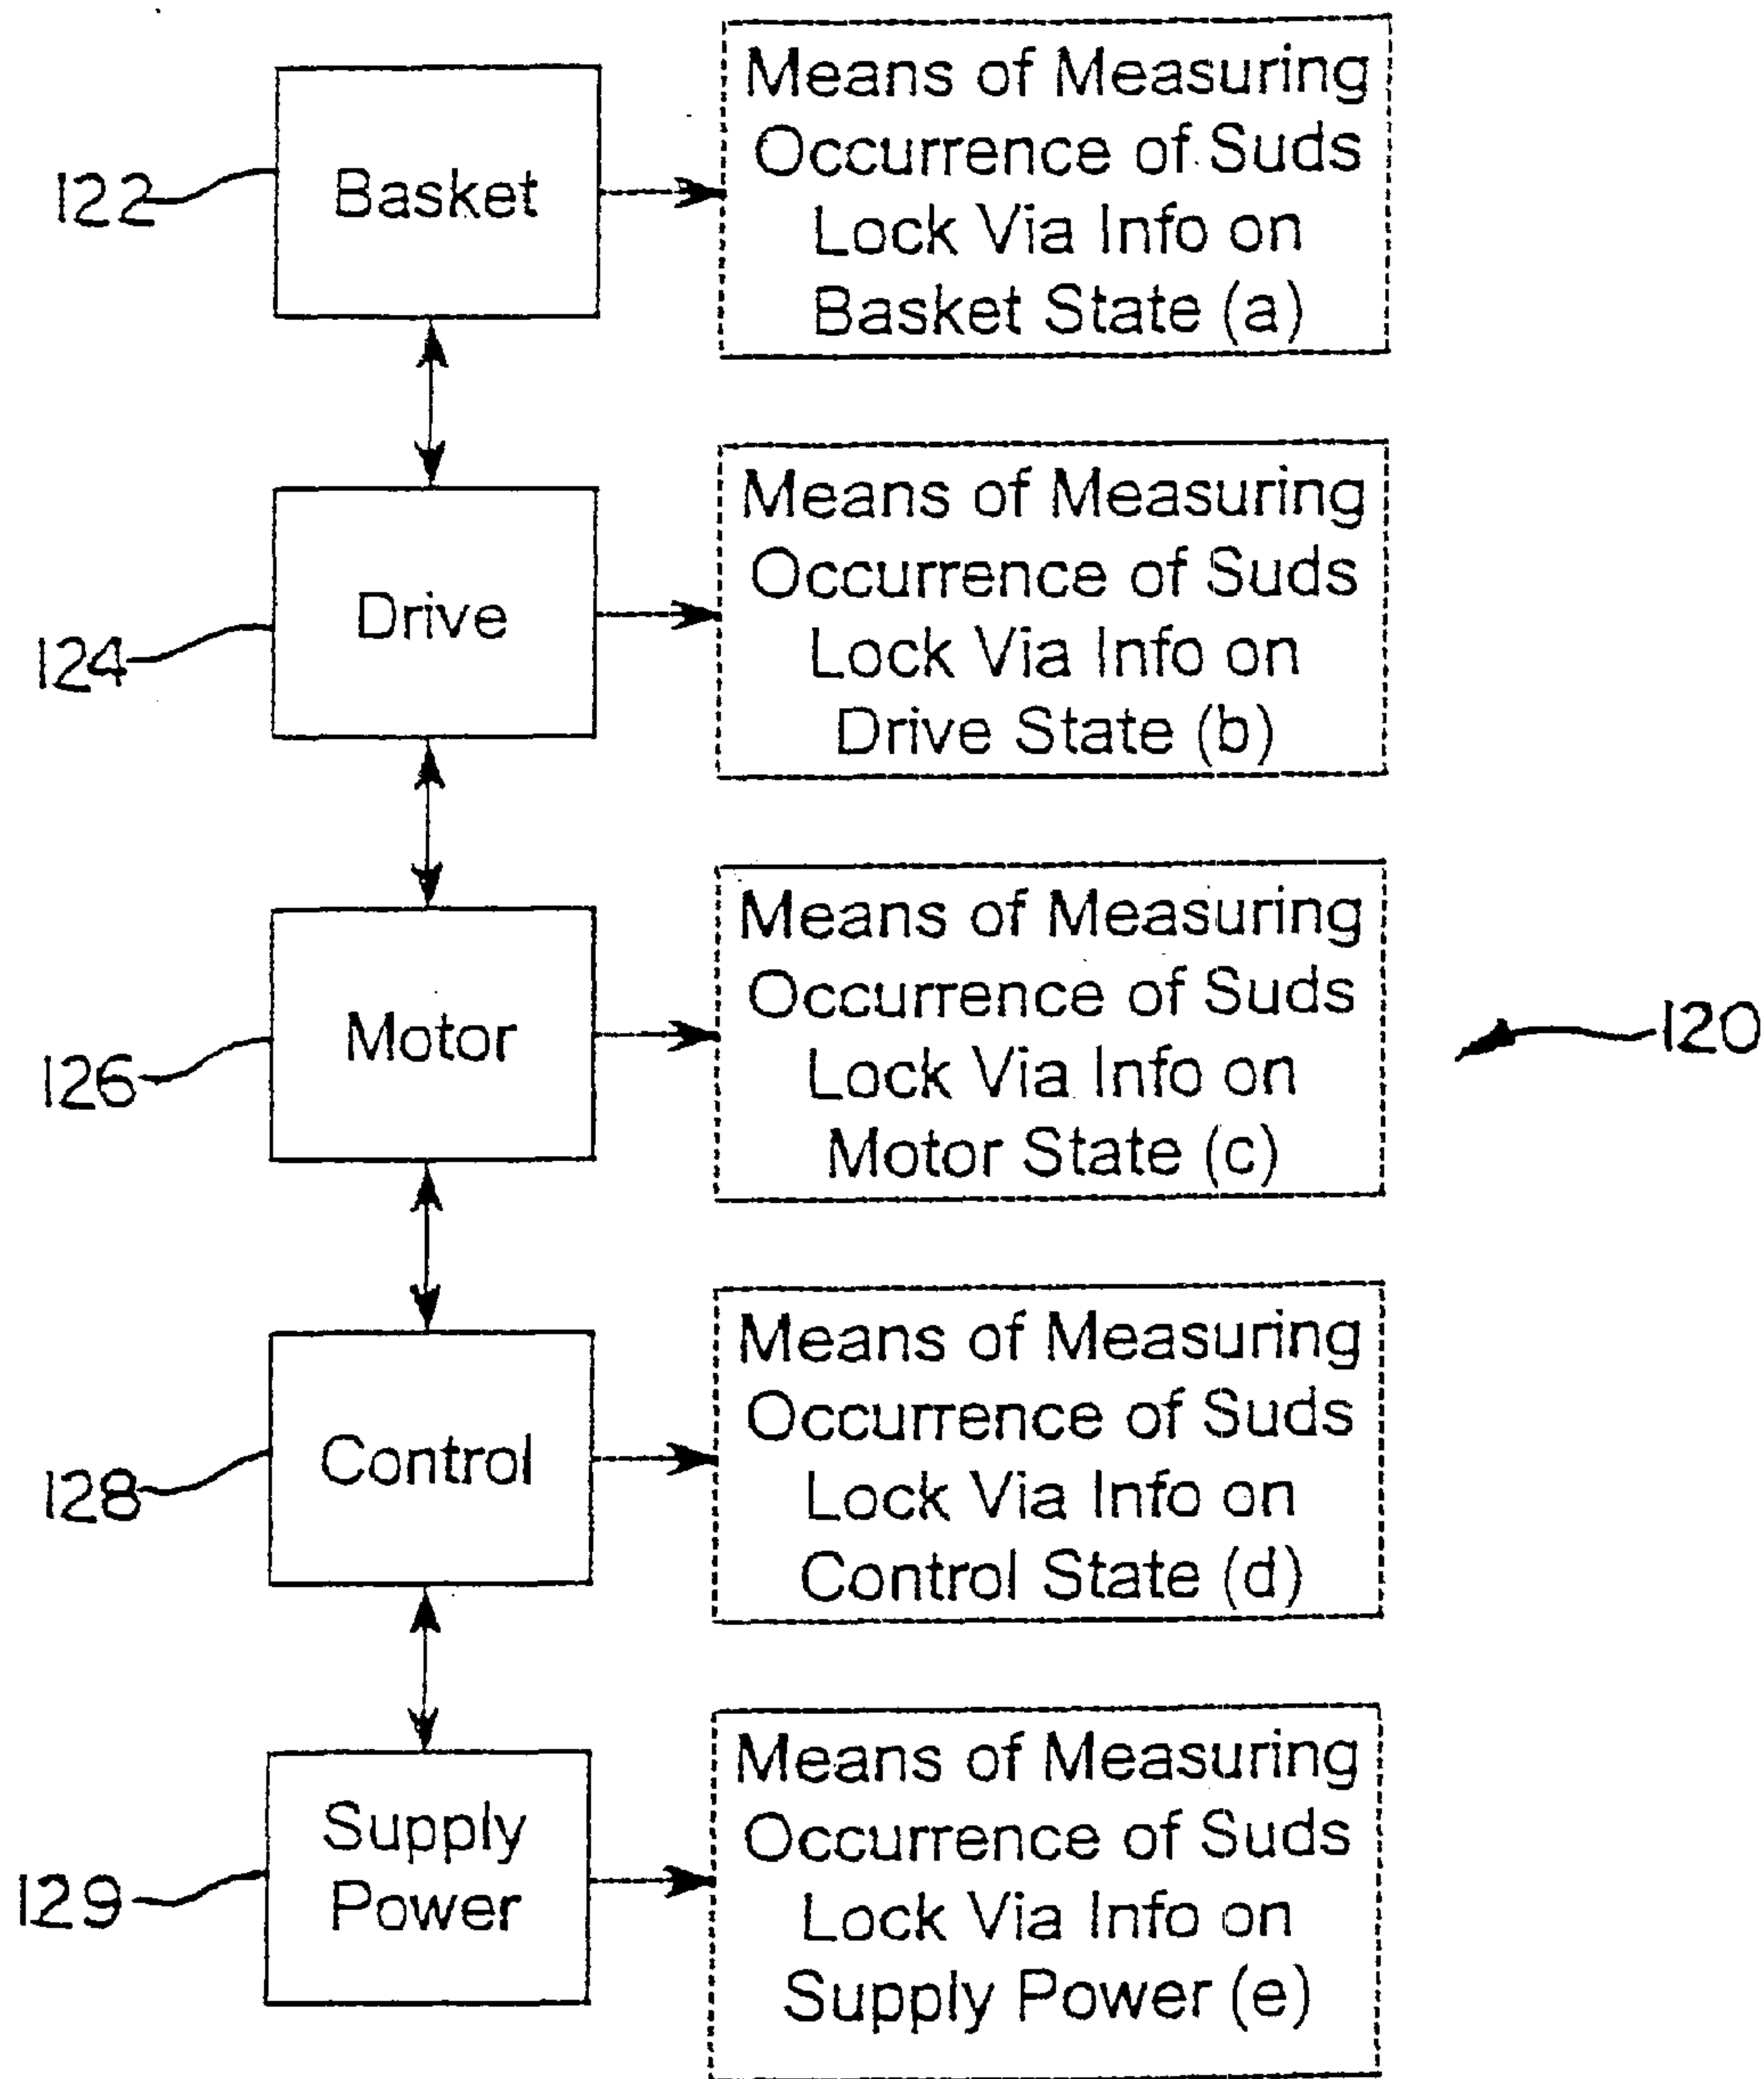 Means of Measuring
Occurrence of Suds
Lock Via Info on
Basket State (a)
Basket
122
Means of Measuring
Occurrence of Suds
Lock Via Info on
Drive State (b)
Drive
124
Means of Measuring
Occurrence of Suds
Lock Via Info on
Motor State (c)
Motor
126
120
Means of Measuring
Occurrence of Suds
Lock Via Info on
Control State (d)
Control
128
Means of Measuring
Occurrence of Suds
Lock Via Info on
Supply Power (e)
Supply
Power
129